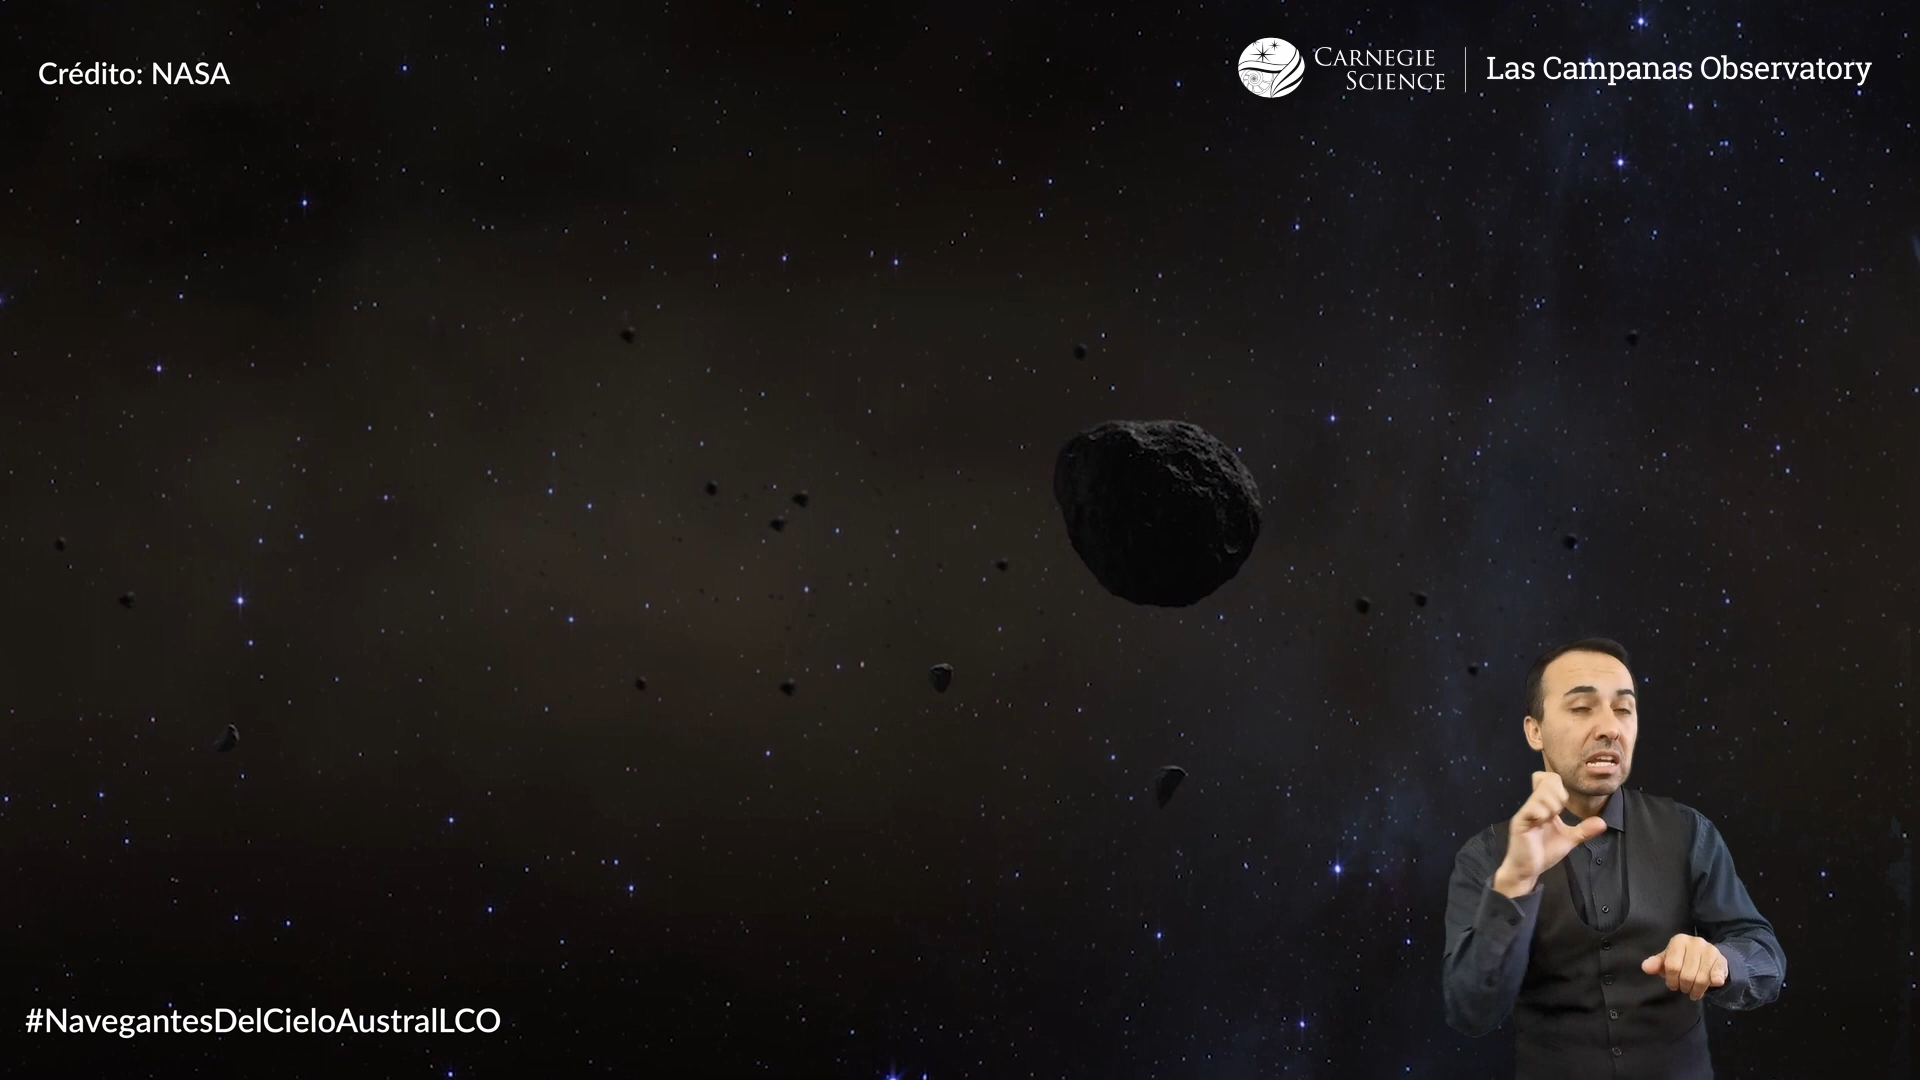 Crédito: NASA
CARNEGIE
SCIENCE
Las Campanas Observatory
#NavegantesDelCieloAustralLCO